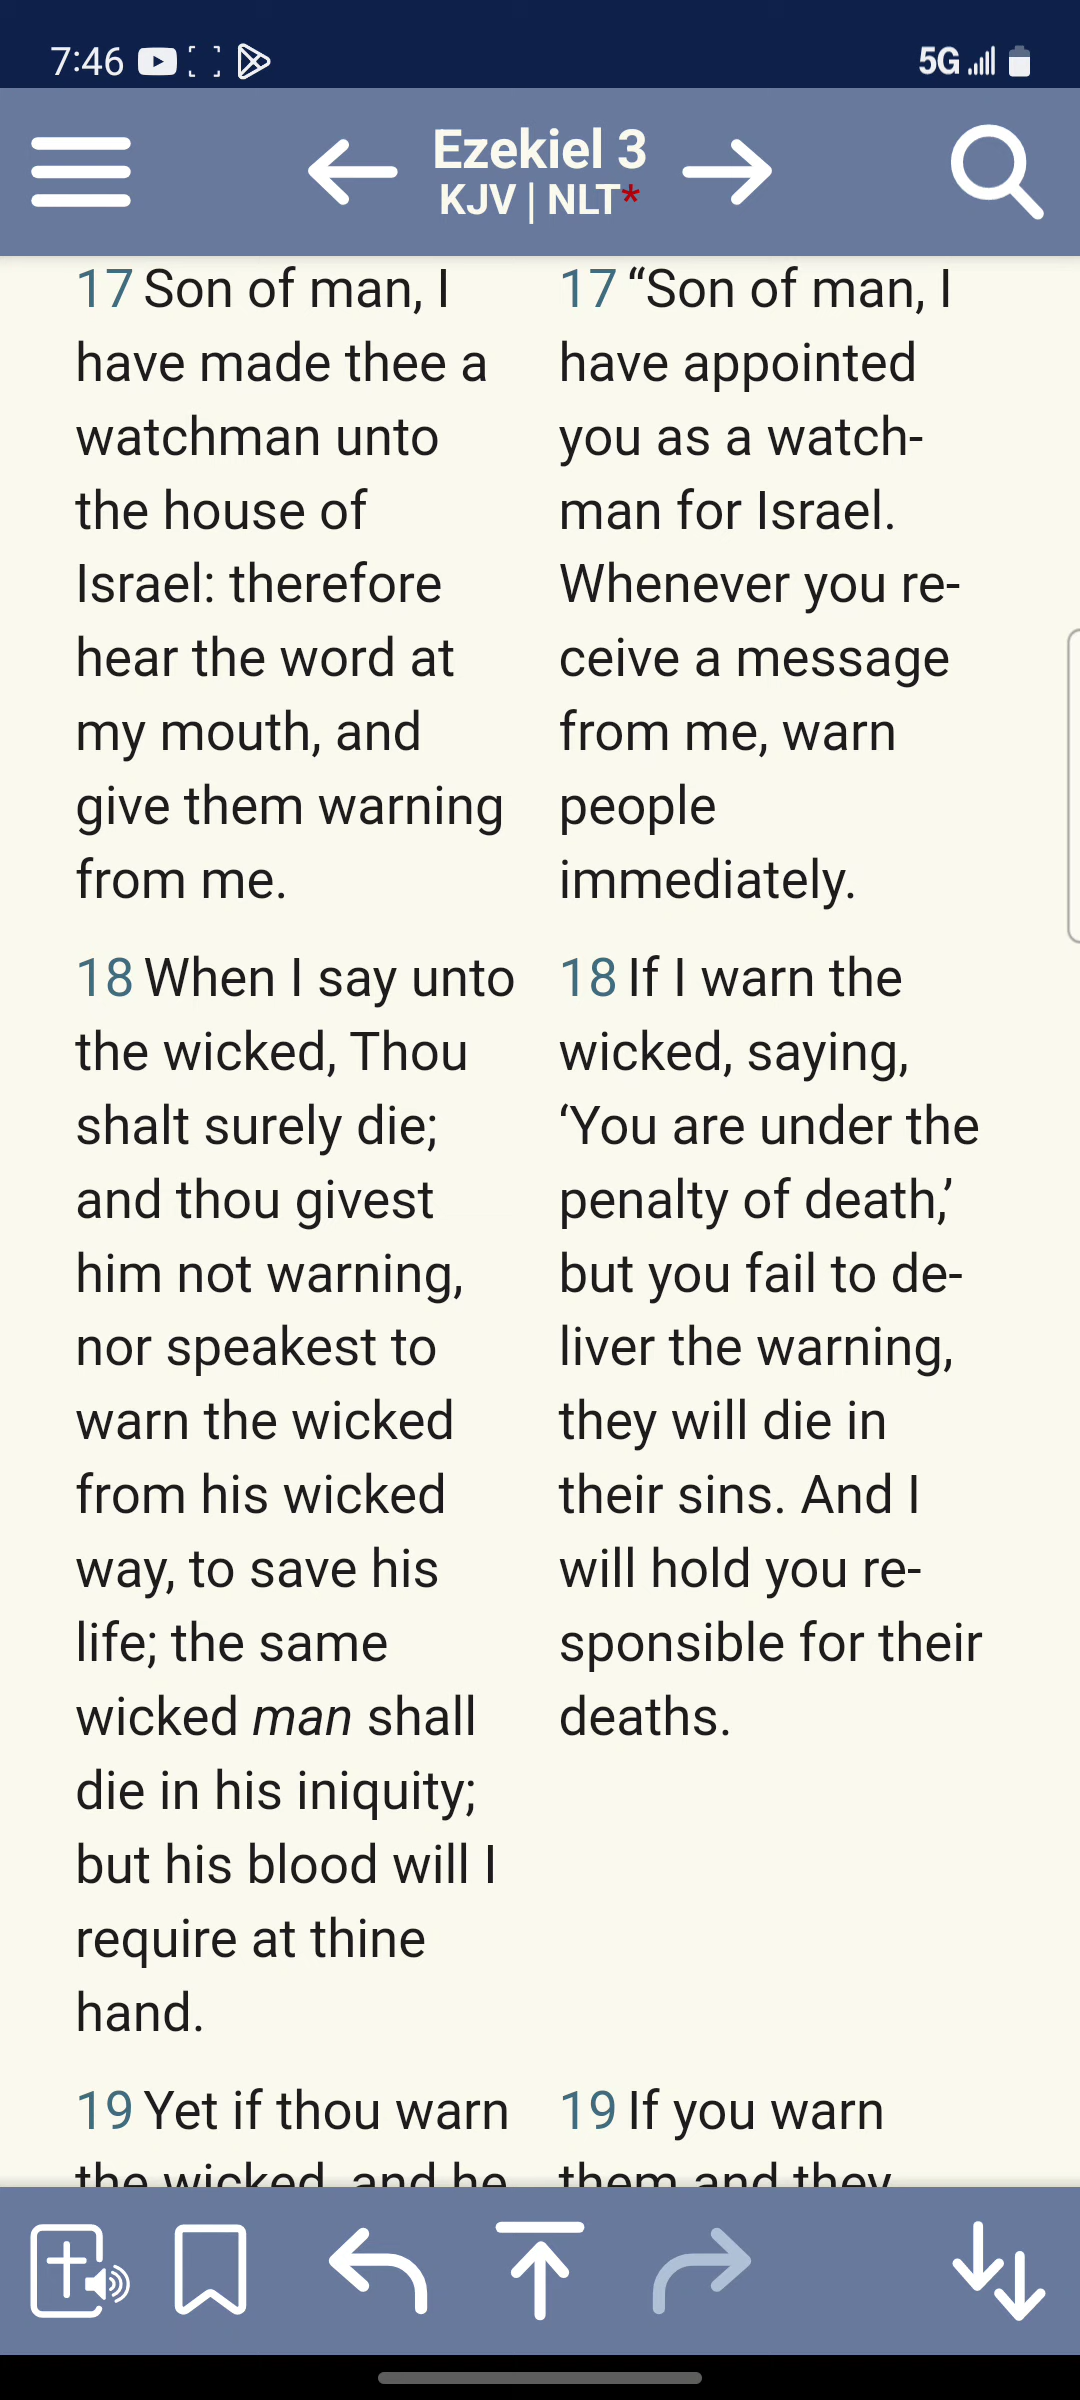 7:46
5G
Ezekiel 3
KJV | NLT*
17 Son of man, I
have made thee a
watchman unto
the house of
Israel: therefore
hear the word at
my mouth, and
give them warning
from me.
17 “Son of man, I
have appointed
you as a watch-
man for Israel.
Whenever you re-
ceive a message
from me, warn
people
immediately.
18 When I say unto
the wicked, Thou
shalt surely die;
and thou givest
him not warning,
nor speakest to
warn the wicked
from his wicked
way, to save his
life; the same
wicked man shall
die in his iniquity;
but his blood will I
require at thine
hand.
18 If I warn the
wicked, saying,
‘You are under the
penalty of death,’
but you fail to de-
liver the warning,
they will die in
their sins. And I
will hold you re-
sponsible for their
deaths.
19 Yet if thou warn
the wicked, and he
19 If you warn
them and they